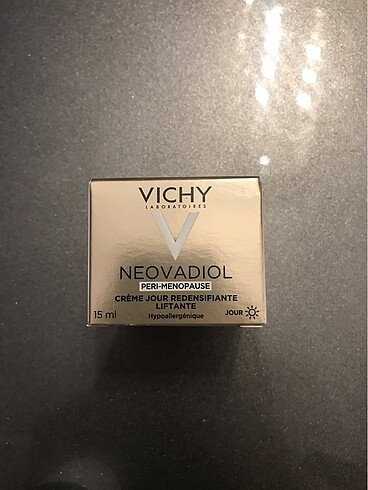 VICHY
LABORATOIRES
V
NEOVADIOL
PERI-MENOPAUSE
CRÈME JOUR REDENSIFIANTE
LIFTANTE
15 ml
Hypoallergénique
JOUR